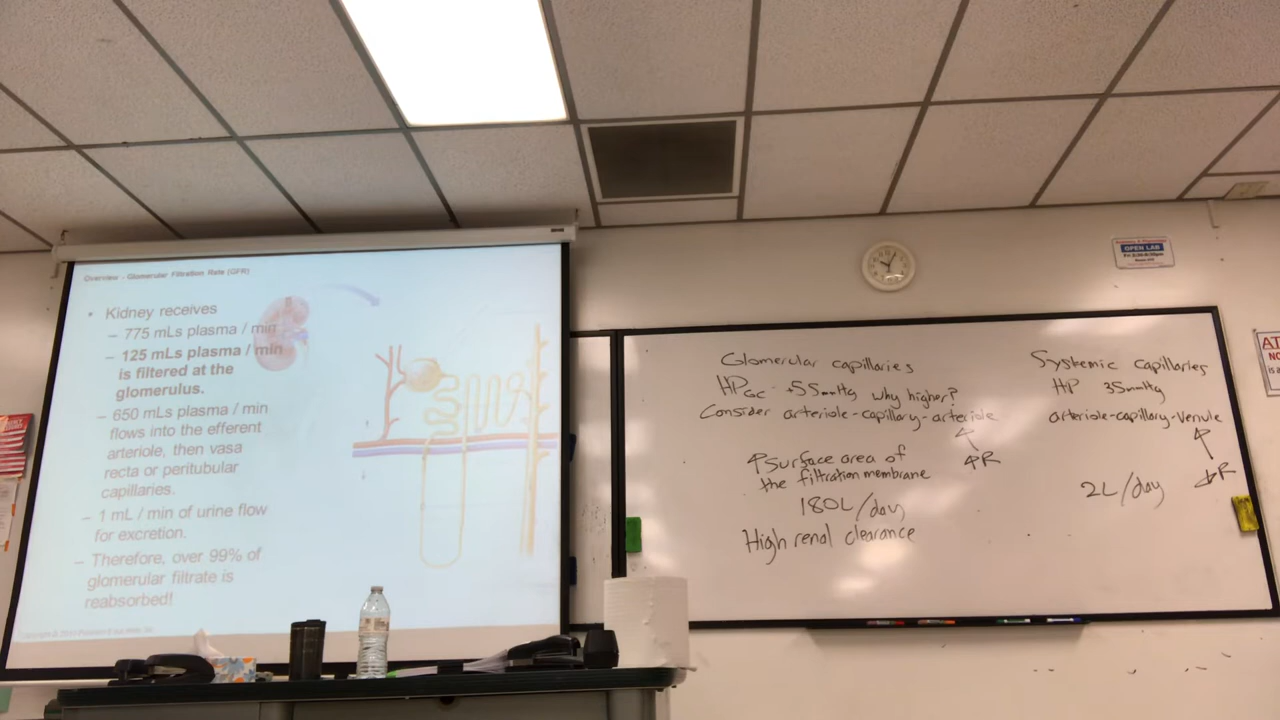 Overview - Glomerular Filtration Rate (GFR)
• Kidney receives
– 775 mLs plasma / min
– 125 mLs plasma / min
is filtered at the
glomerulus.
– 650 mLs plasma / min
flows into the efferent
arteriole, then vasa
recta or peritubular
capillaries.
– 1 mL / min of urine flow
for excretion.
– Therefore, over 99% of
glomerular filtrate is
reabsorbed!
Glomerular capillaries
HPGC +55mmHg why higher?
Consider arteriole-capillary-arteriole
↑R
↑Surface area of
the filtration membrane
180L/day
High renal clearance
Systemic capillaries
HP 35mmHg
arteriole-capillary-venule
↓R
2L/day
OPEN LAB